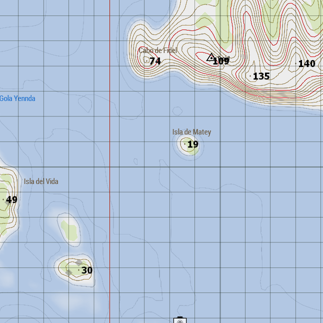 Cabo de Fidel
74
109
140
135
Gola Yennda
Isla de Matey
19
Isla del Vida
49
30